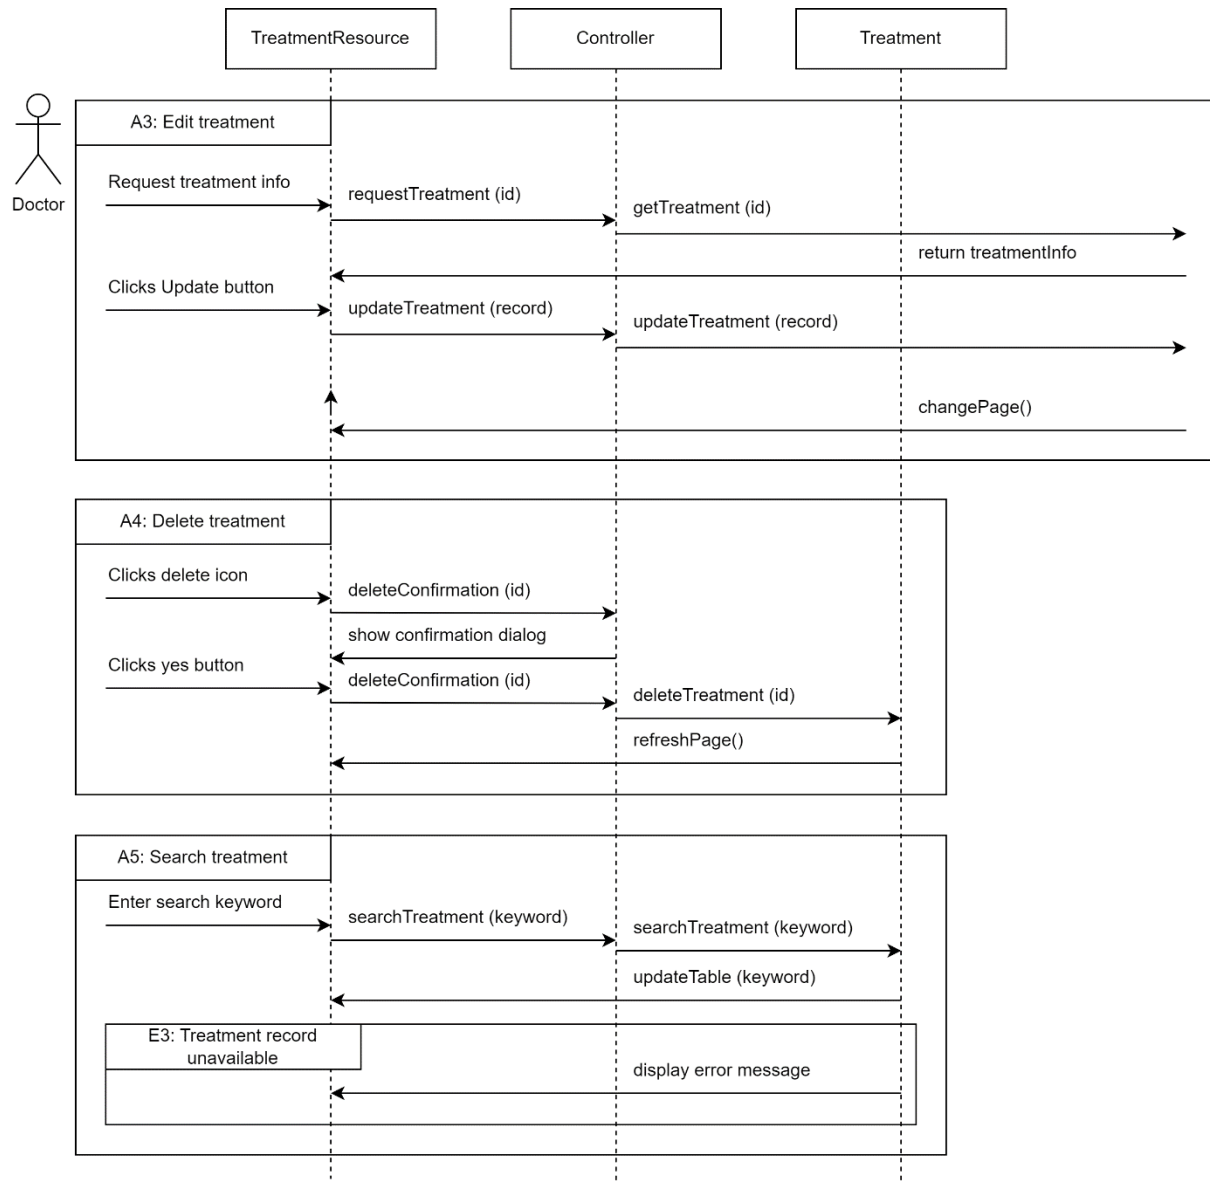 TreatmentResource
Controller
Treatment
A3: Edit treatment
Doctor
Request treatment info
requestTreatment (id)
getTreatment (id)
return treatmentInfo
Clicks Update button
updateTreatment (record)
updateTreatment (record)
changePage()
A4: Delete treatment
Clicks delete icon
deleteConfirmation (id)
show confirmation dialog
Clicks yes button
deleteConfirmation (id)
deleteTreatment (id)
refreshPage()
A5: Search treatment
Enter search keyword
searchTreatment (keyword)
searchTreatment (keyword)
updateTable (keyword)
E3: Treatment record
unavailable
display error message